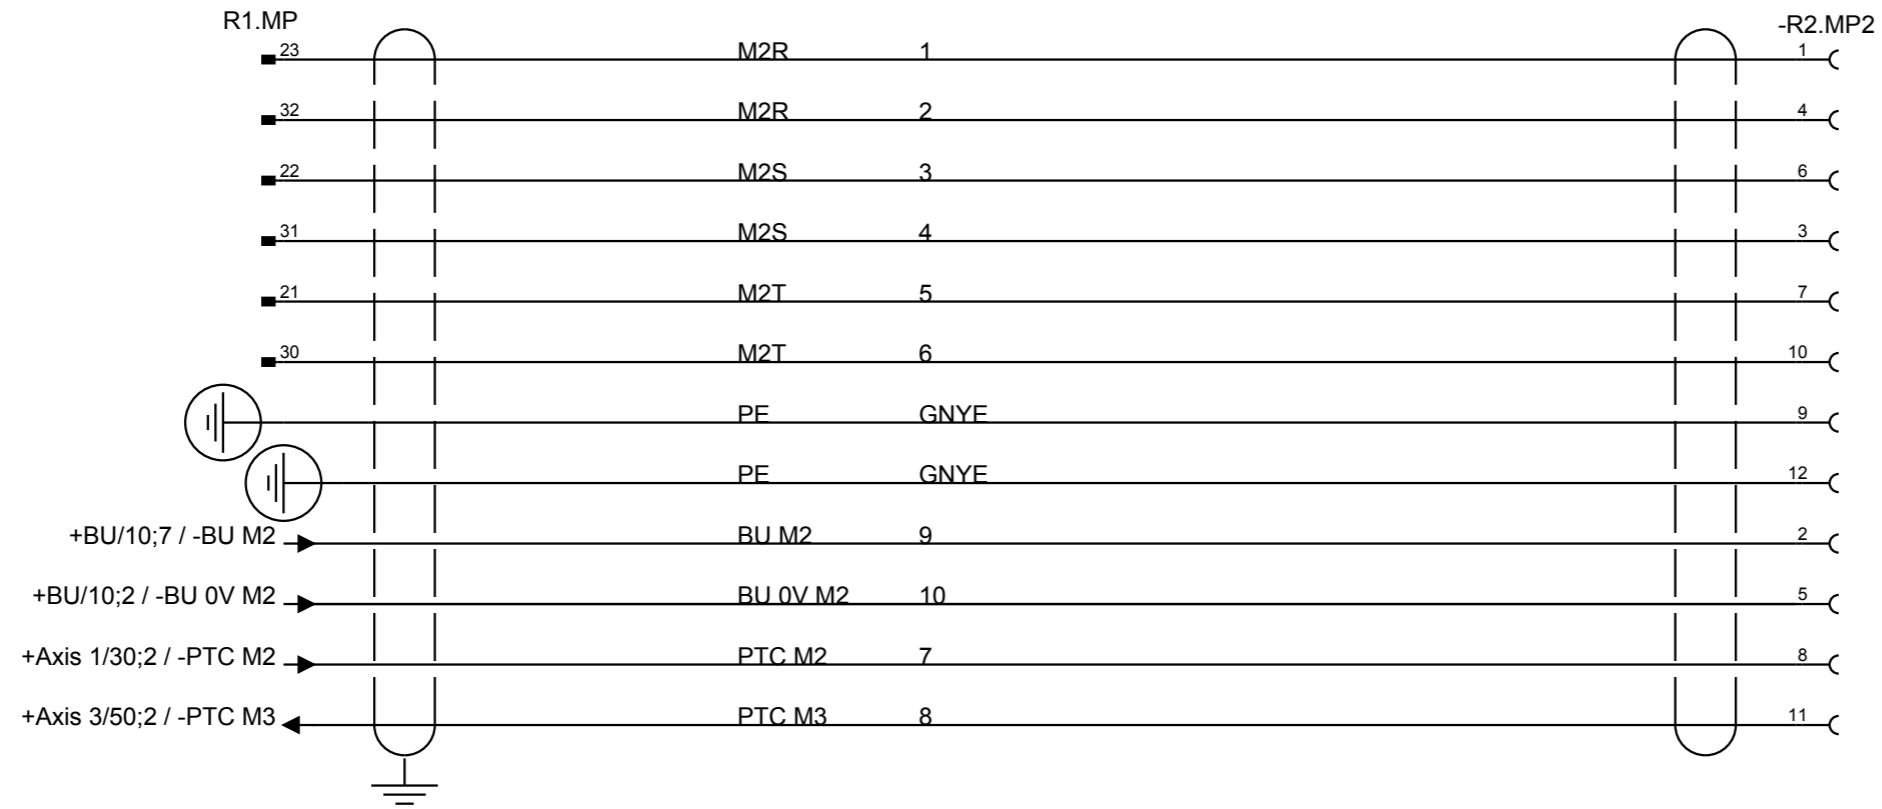 R1.MP -R2.MP2
23 M2R 1 1
32 M2R 2 4
22 M2S 3 6
31 M2S 4 3
21 M2T 5 7
30 M2T 6 10
PE GNYE 9
PE GNYE 12
+BU/10;7 / -BU M2 BU M2 9 2
+BU/10;2 / -BU 0V M2 BU 0V M2 10 5
+Axis 1/30;2 / -PTC M2 PTC M2 7 8
+Axis 3/50;2 / -PTC M3 PTC M3 8 11